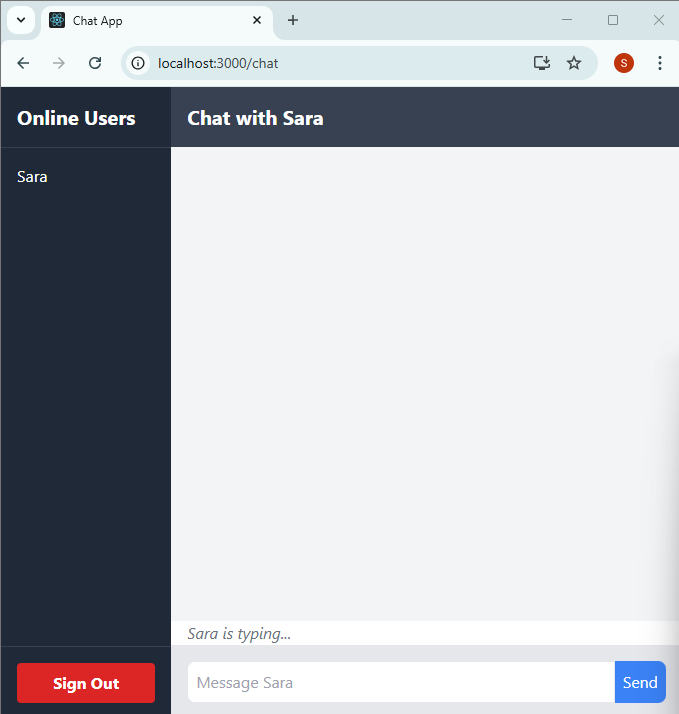 Chat App
localhost:3000/chat
S
Online Users
Chat with Sara
Sara
Sara is typing...
Sign Out
Message Sara
Send